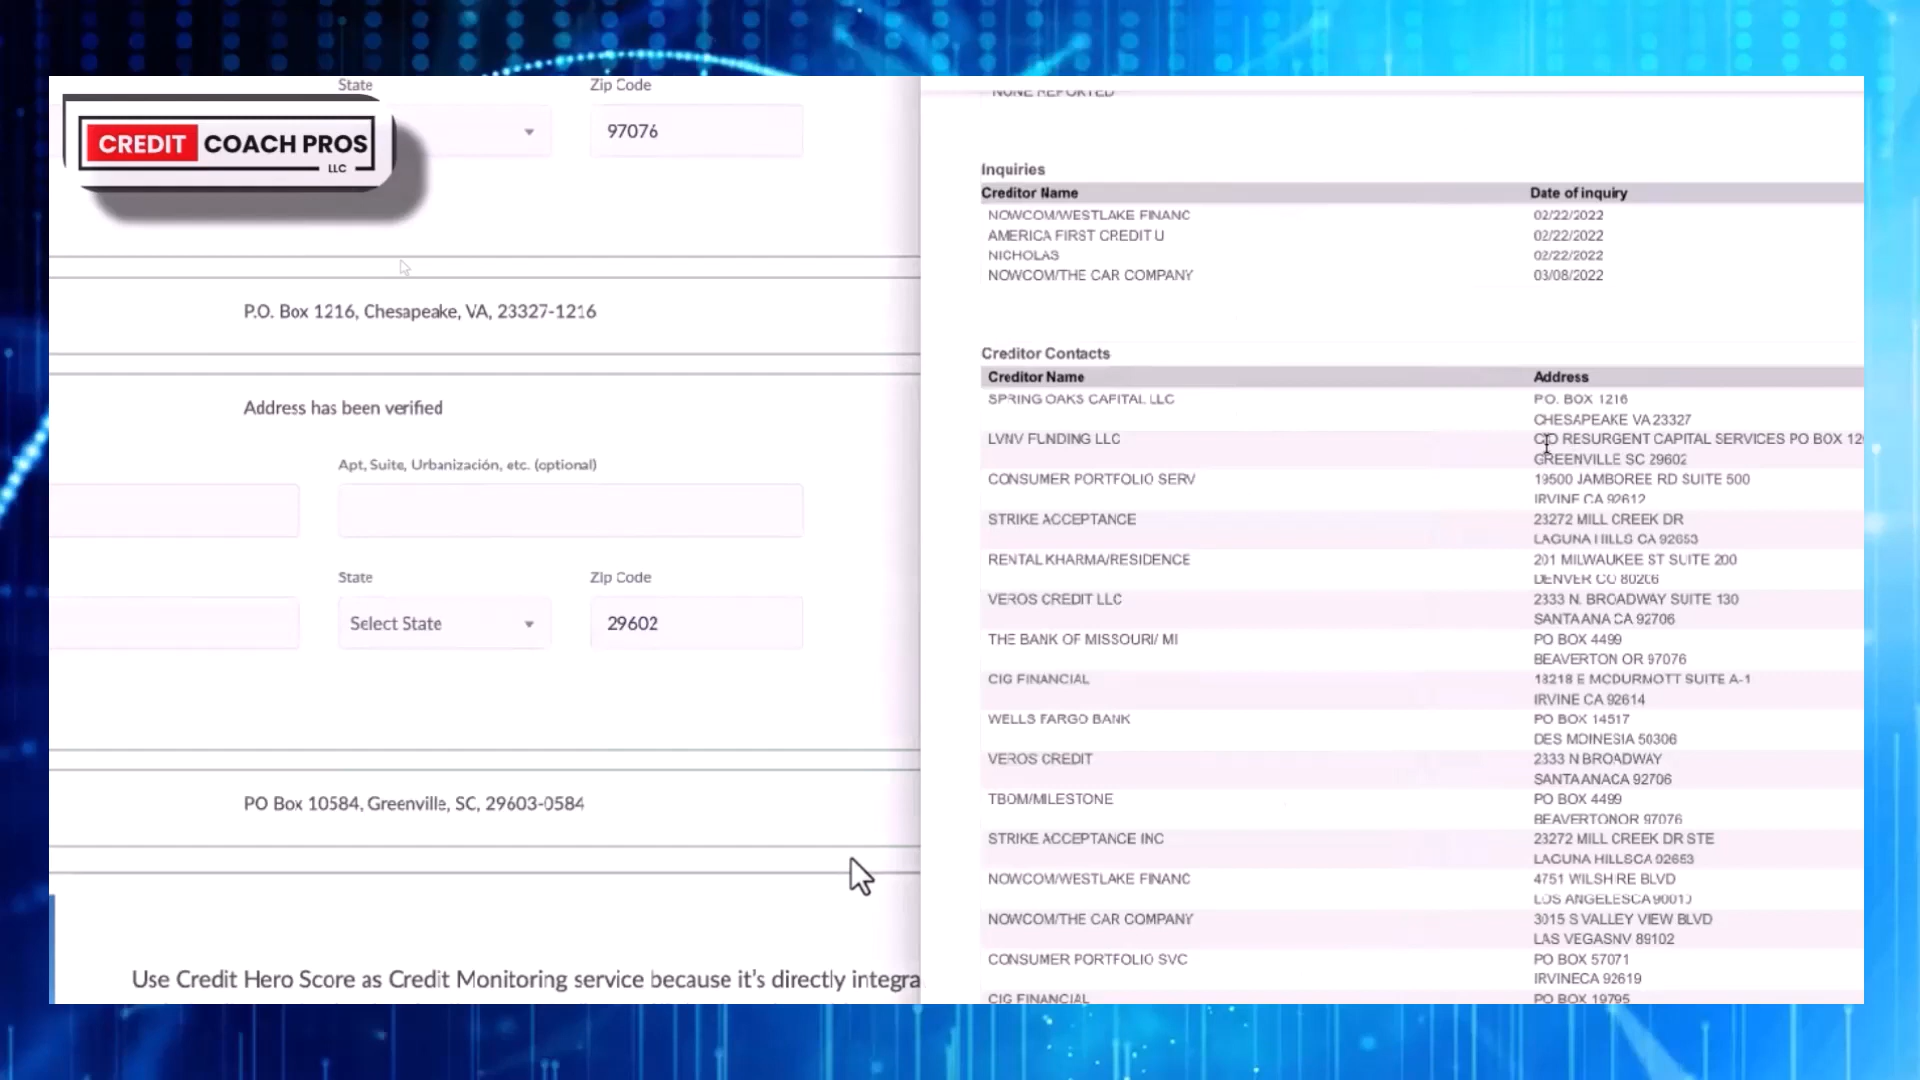 State
Zip Code
97076
CREDIT COACH PROS
LLC
P.O. Box 1216, Chesapeake, VA, 23327-1216
Address has been verified
Apt, Suite, Urbanización, etc. (optional)
State
Zip Code
Select State
29602
PO Box 10584, Greenville, SC, 29603-0584
Use Credit Hero Score as Credit Monitoring service because it's directly integra
NONE REPORTED
Inquiries
Creditor Name Date of inquiry
NOWCOM/WESTLAKE FINANC 02/22/2022
AMERICA FIRST CREDIT U 02/22/2022
NICHOLAS 02/22/2022
NOWCOM/THE CAR COMPANY 03/08/2022
Creditor Contacts
Creditor Name Address
SPRING OAKS CAPITAL LLC P.O. BOX 1216
CHESAPEAKE VA 23327
LVNV FUNDING LLC C/O RESURGENT CAPITAL SERVICES PO BOX 12
GREENVILLE SC 29602
CONSUMER PORTFOLIO SERV 19500 JAMBOREE RD SUITE 500
IRVINE CA 92612
STRIKE ACCEPTANCE 23272 MILL CREEK DR
LAGUNA HILLS CA 92653
RENTAL KHARMA/RESIDENCE 201 MILWAUKEE ST SUITE 200
DENVER CO 80206
VEROS CREDIT LLC 2333 N. BROADWAY SUITE 130
SANTA ANA CA 92706
THE BANK OF MISSOURI/ MI PO BOX 4499
BEAVERTON OR 97076
CIG FINANCIAL 18218 E MCDURMOTT SUITE A-1
IRVINE CA 92614
WELLS FARGO BANK PO BOX 14517
DES MOINESIA 50306
VEROS CREDIT 2333 N BROADWAY
SANTA ANACA 92706
TBOM/MILESTONE PO BOX 4499
BEAVERTONOR 97076
STRIKE ACCEPTANCE INC 23272 MILL CREEK DR STE
LAGUNA HILLSCA 92653
NOWCOM/WESTLAKE FINANC 4751 WILSHIRE BLVD
LOS ANGELESCA 90010
NOWCOM/THE CAR COMPANY 3015 S VALLEY VIEW BLVD
LAS VEGASNV 89102
CONSUMER PORTFOLIO SVC PO BOX 57071
IRVINECA 92619
CIG FINANCIAL PO BOX 19795